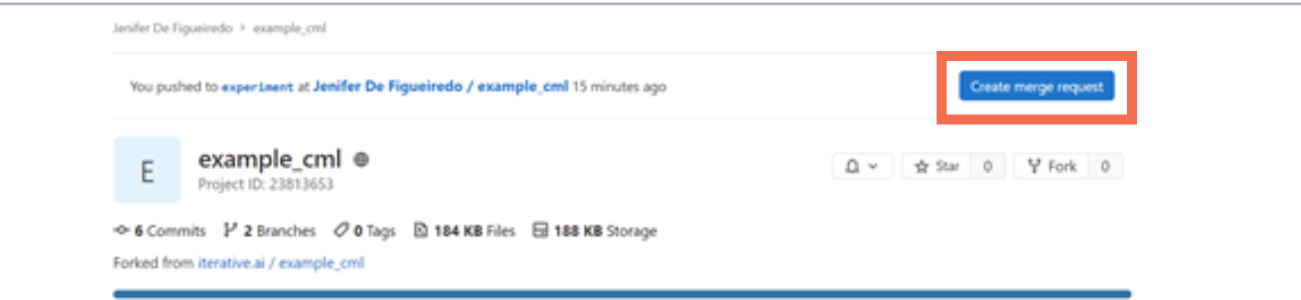 Jenifer De Figueiredo > example_cml
You pushed to experiment at Jenifer De Figueiredo / example_cml 15 minutes ago
Create merge request
E
example_cml
Project ID: 23813653
Star 0
Fork 0
6 Commits 2 Branches 0 Tags 184 KB Files 188 KB Storage
Forked from iterative.ai / example_cml